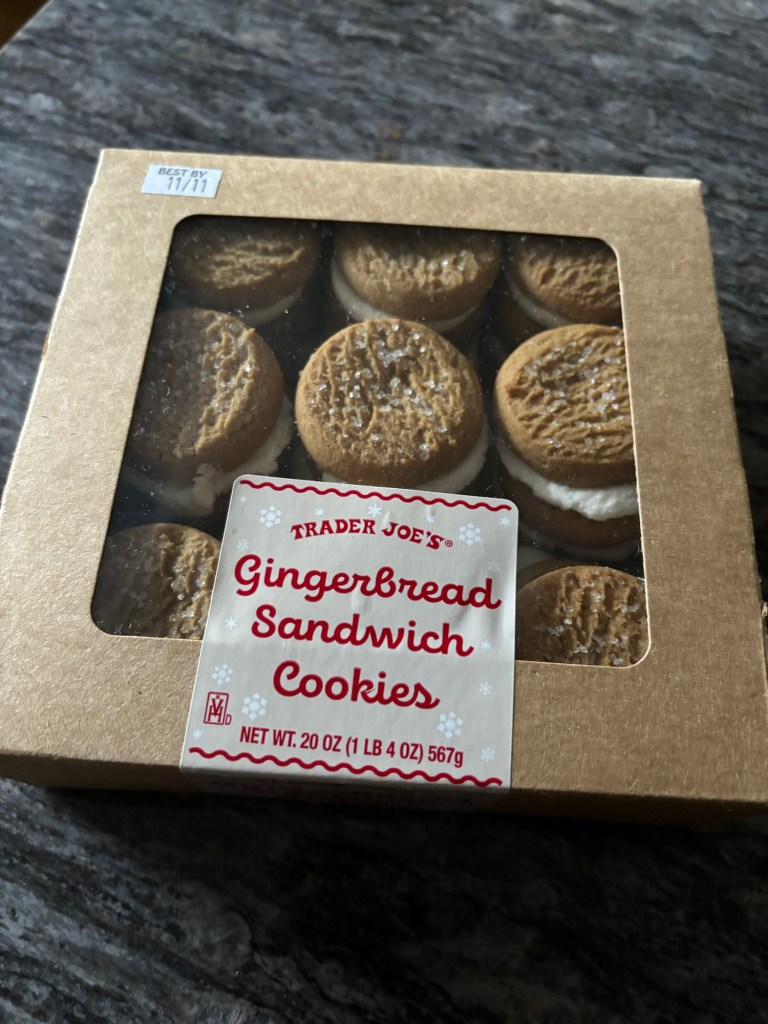 BEST BY
11/11
TRADER JOE'S®
Gingerbread
Sandwich
Cookies
D
NET WT. 20 OZ (1 LB 4 OZ) 567g